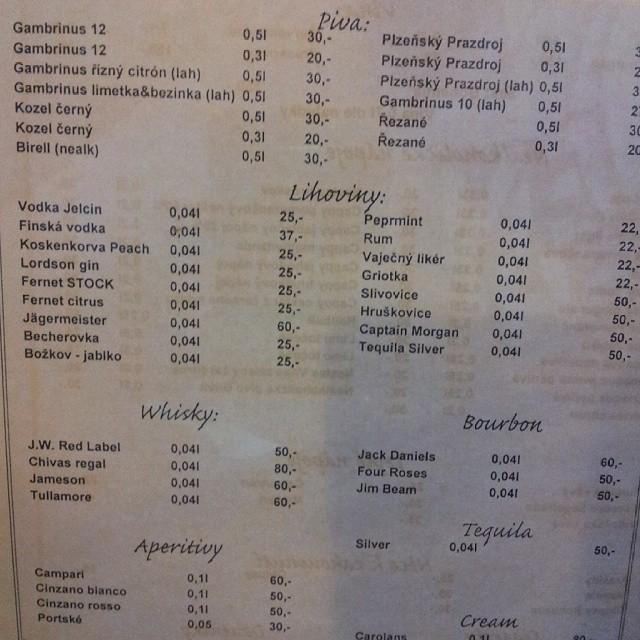 Piva:
Gambrinus 12 0,5l 30,-
Gambrinus 12 0,3l 20,-
Gambrinus řizný citrón (lah) 0,5l 30,-
Gambrinus limetka&bezinka (lah) 0,5l 30,-
Kozel černý 0,5l 30,-
Kozel černý 0,3l 20,-
Birell (nealk) 0,5l 30,-
Plzeňský Prazdroj 0,5l
Plzeňský Prazdroj 0,3l
Plzeňský Prazdroj (lah) 0,5l
Gambrinus 10 (lah) 0,5l
Řezané 0,5l
Řezané 0,3l
Lihoviny:
Vodka Jelcin 0,04l 25,-
Finská vodka 0,04l 37,-
Koskenkorva Peach 0,04l 25,-
Lordson gin 0,04l 25,-
Fernet STOCK 0,04l 25,-
Fernet citrus 0,04l 25,-
Jägermeister 0,04l 60,-
Becherovka 0,04l 25,-
Božkov - jablko 0,04l 25,-
Peprmint 0,04l 22,-
Rum 0,04l 22,-
Vaječný likér 0,04l 22,-
Griotka 0,04l 22,-
Slivovice 0,04l 50,-
Hruškovice 0,04l 50,-
Captain Morgan 0,04l 50,-
Tequila Silver 0,04l 50,-
Whisky:
J.W. Red Label 0,04l 50,-
Chivas regal 0,04l 80,-
Jameson 0,04l 60,-
Tullamore 0,04l 60,-
Bourbon
Jack Daniels 0,04l 60,-
Four Roses 0,04l 50,-
Jim Beam 0,04l 50,-
Tequila
Silver 0,04l 50,-
Aperitivy
Campari 0,1l 60,-
Cinzano bianco 0,1l 50,-
Cinzano rosso 0,1l 50,-
Portské 0,05 30,-
Cream
Carolans 0,1l